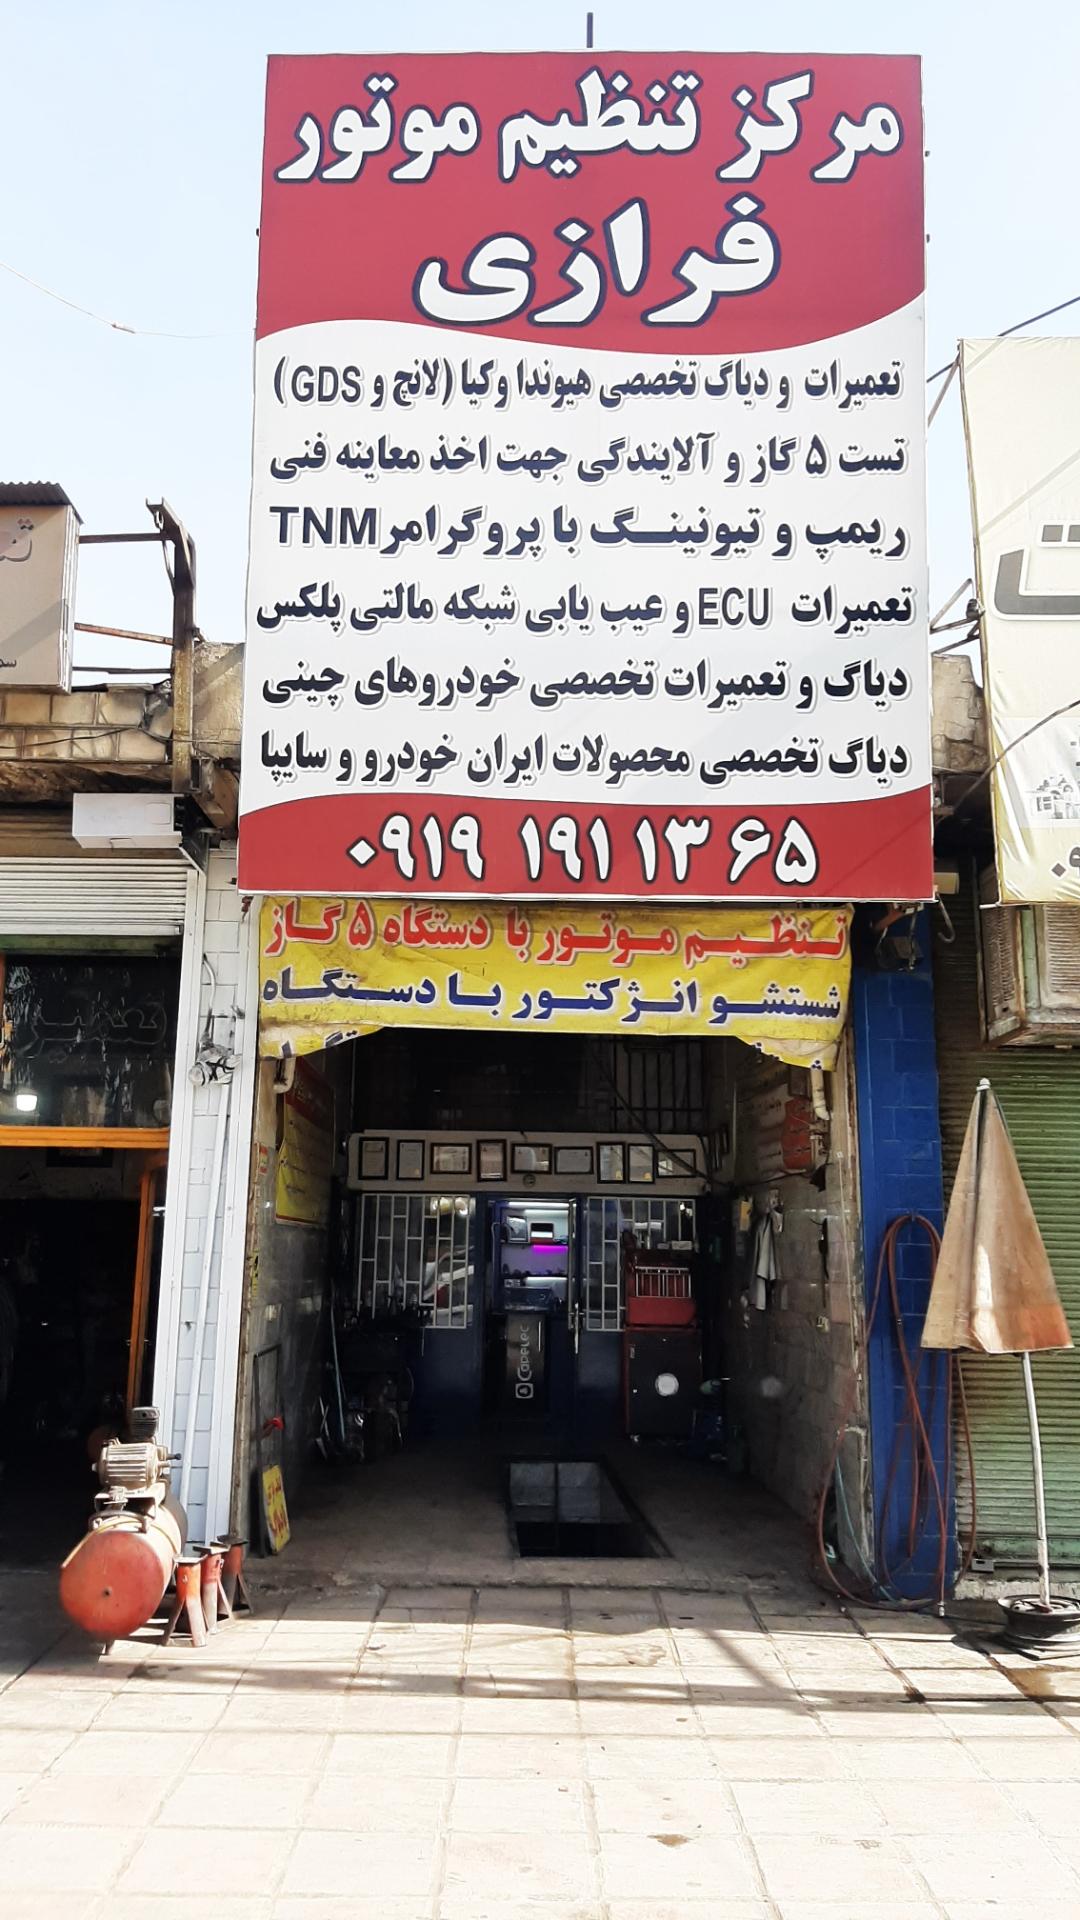 مرکز تنظیم موتور
فرازی
تعمیرات و دیاگ تخصصی هیوندا وکیا (لانچ و GDS)
تست ۵ گاز و آلایندگی جهت اخذ معاینه فنی
ریمپ و تیونینگ با پروگرامر TNM
تعمیرات ECU و عیب یابی شبکه مالتی پلکس
دیاگ و تعمیرات تخصصی خودروهای چینی
دیاگ تخصصی محصولات ایران خودرو و سایپا
۰۹۱۹ ۱۹۱ ۱۳ ۶۵
تنظیم موتور با دستگاه ۵ گاز
شستشو انژکتور با دستگاه
Capelec